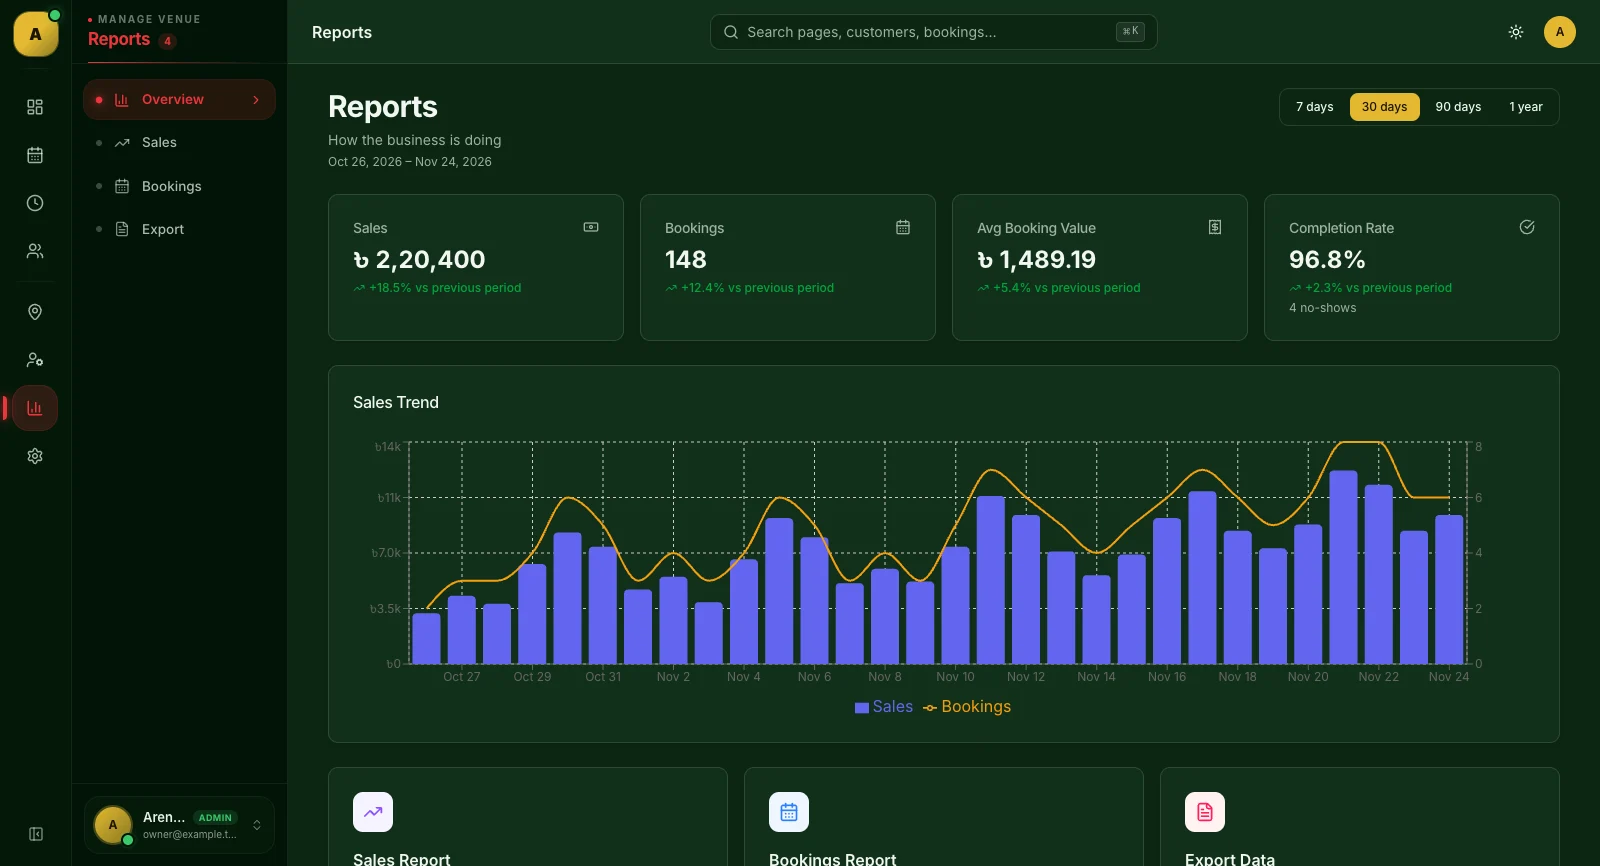 A
MANAGE VENUE
Reports 4
Overview
Sales
Bookings
Export
Aren... ADMIN
owner@example.t...
A
Reports
Search pages, customers, bookings... ⌘K
A
Reports
How the business is doing
Oct 26, 2026 – Nov 24, 2026
7 days 30 days 90 days 1 year
Sales
৳ 2,20,400
+18.5% vs previous period
Bookings
148
+12.4% vs previous period
Avg Booking Value
৳ 1,489.19
+5.4% vs previous period
Completion Rate
96.8%
+2.3% vs previous period
4 no-shows
Sales Trend
৳14k
৳11k
৳7.0k
৳3.5k
৳0
8
6
4
2
0
Oct 27 Oct 29 Oct 31 Nov 2 Nov 4 Nov 6 Nov 8 Nov 10 Nov 12 Nov 14 Nov 16 Nov 18 Nov 20 Nov 22 Nov 24
Sales Bookings
Sales Report
Bookings Report
Export Data